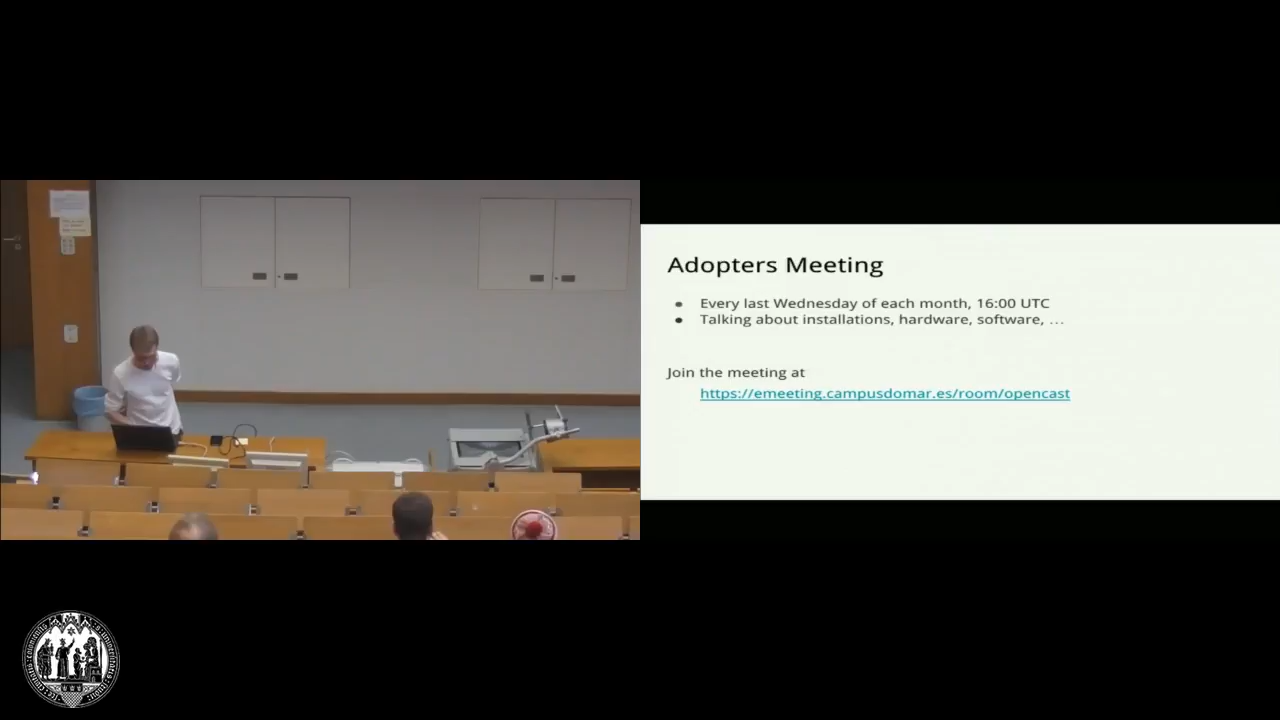 Adopters Meeting
• Every last Wednesday of each month, 16:00 UTC
• Talking about installations, hardware, software, …
Join the meeting at
https://emeeting.campusdomar.es/room/opencast